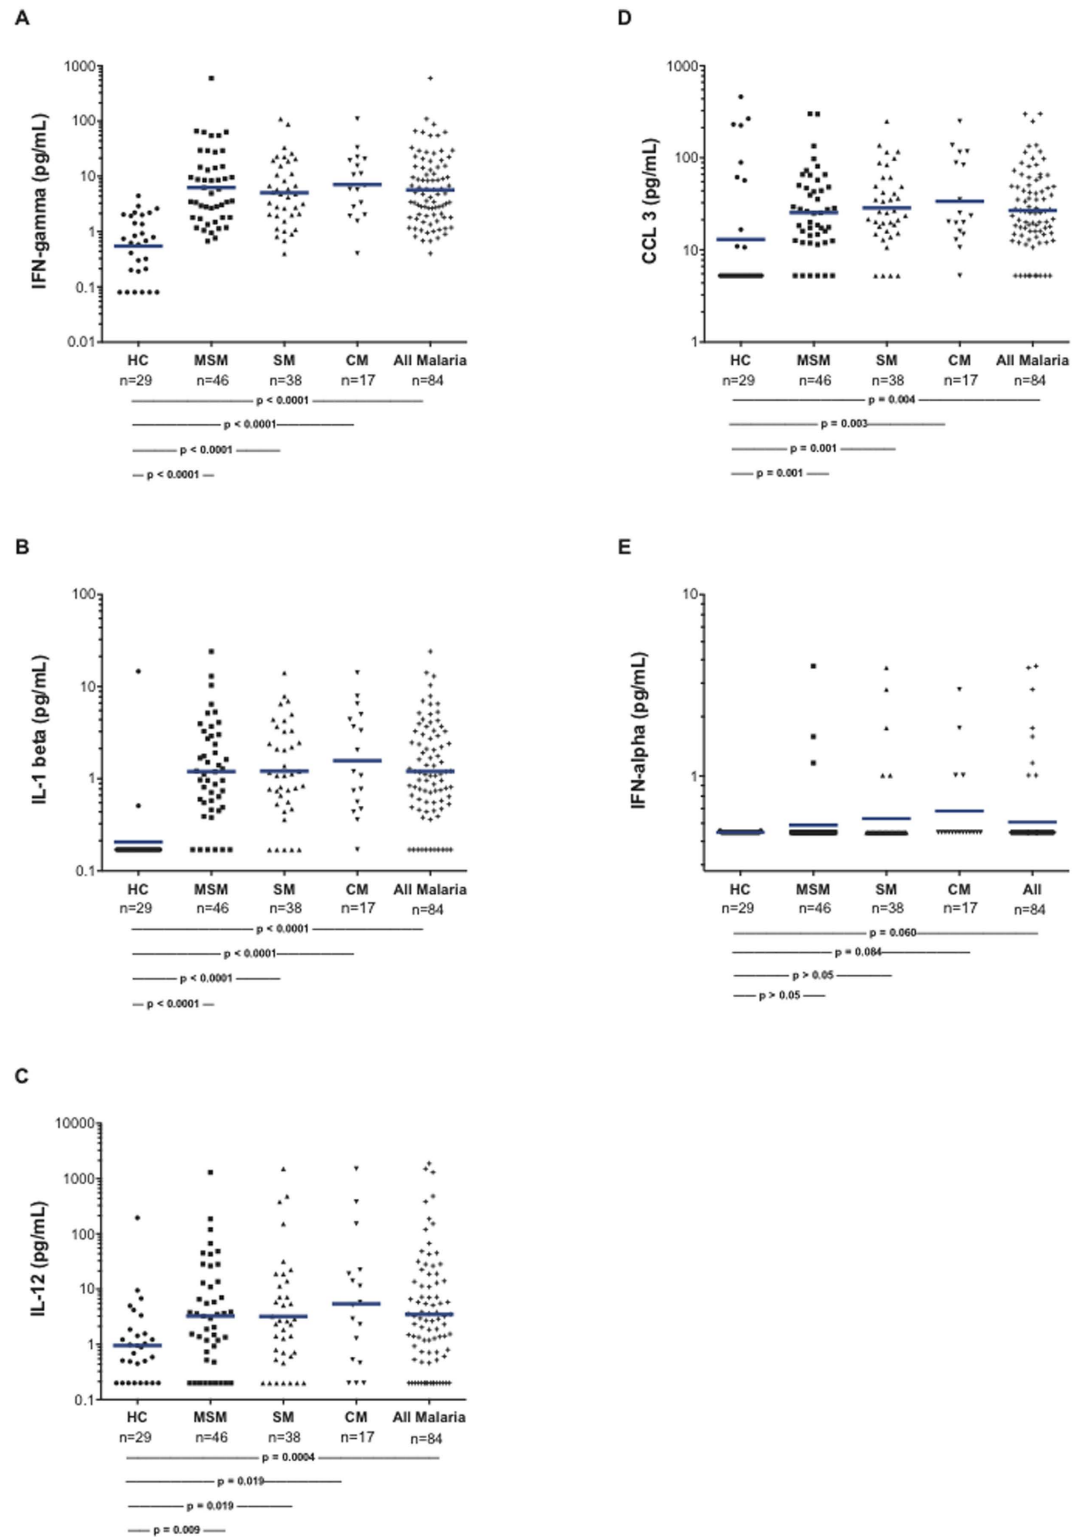 A
IFN-gamma (pg/mL)
1000
100
10
1
0.1
0.01
HC MSM SM CM All Malaria
n=29 n=46 n=38 n=17 n=84
p < 0.0001
p < 0.0001
p < 0.0001
p < 0.0001
D
CCL 3 (pg/mL)
1000
100
10
1
HC MSM SM CM All Malaria
n=29 n=46 n=38 n=17 n=84
p = 0.004
p = 0.003
p = 0.001
p = 0.001
B
IL-1 beta (pg/mL)
100
10
1
0.1
HC MSM SM CM All Malaria
n=29 n=46 n=38 n=17 n=84
p < 0.0001
p < 0.0001
p < 0.0001
p < 0.0001
E
IFN-alpha (pg/mL)
10
1
HC MSM SM CM All
n=29 n=46 n=38 n=17 n=84
p = 0.060
p = 0.084
p > 0.05
p > 0.05
C
IL-12 (pg/mL)
10000
1000
100
10
1
0.1
HC MSM SM CM All Malaria
n=29 n=46 n=38 n=17 n=84
p = 0.0004
p = 0.019
p = 0.019
p = 0.009